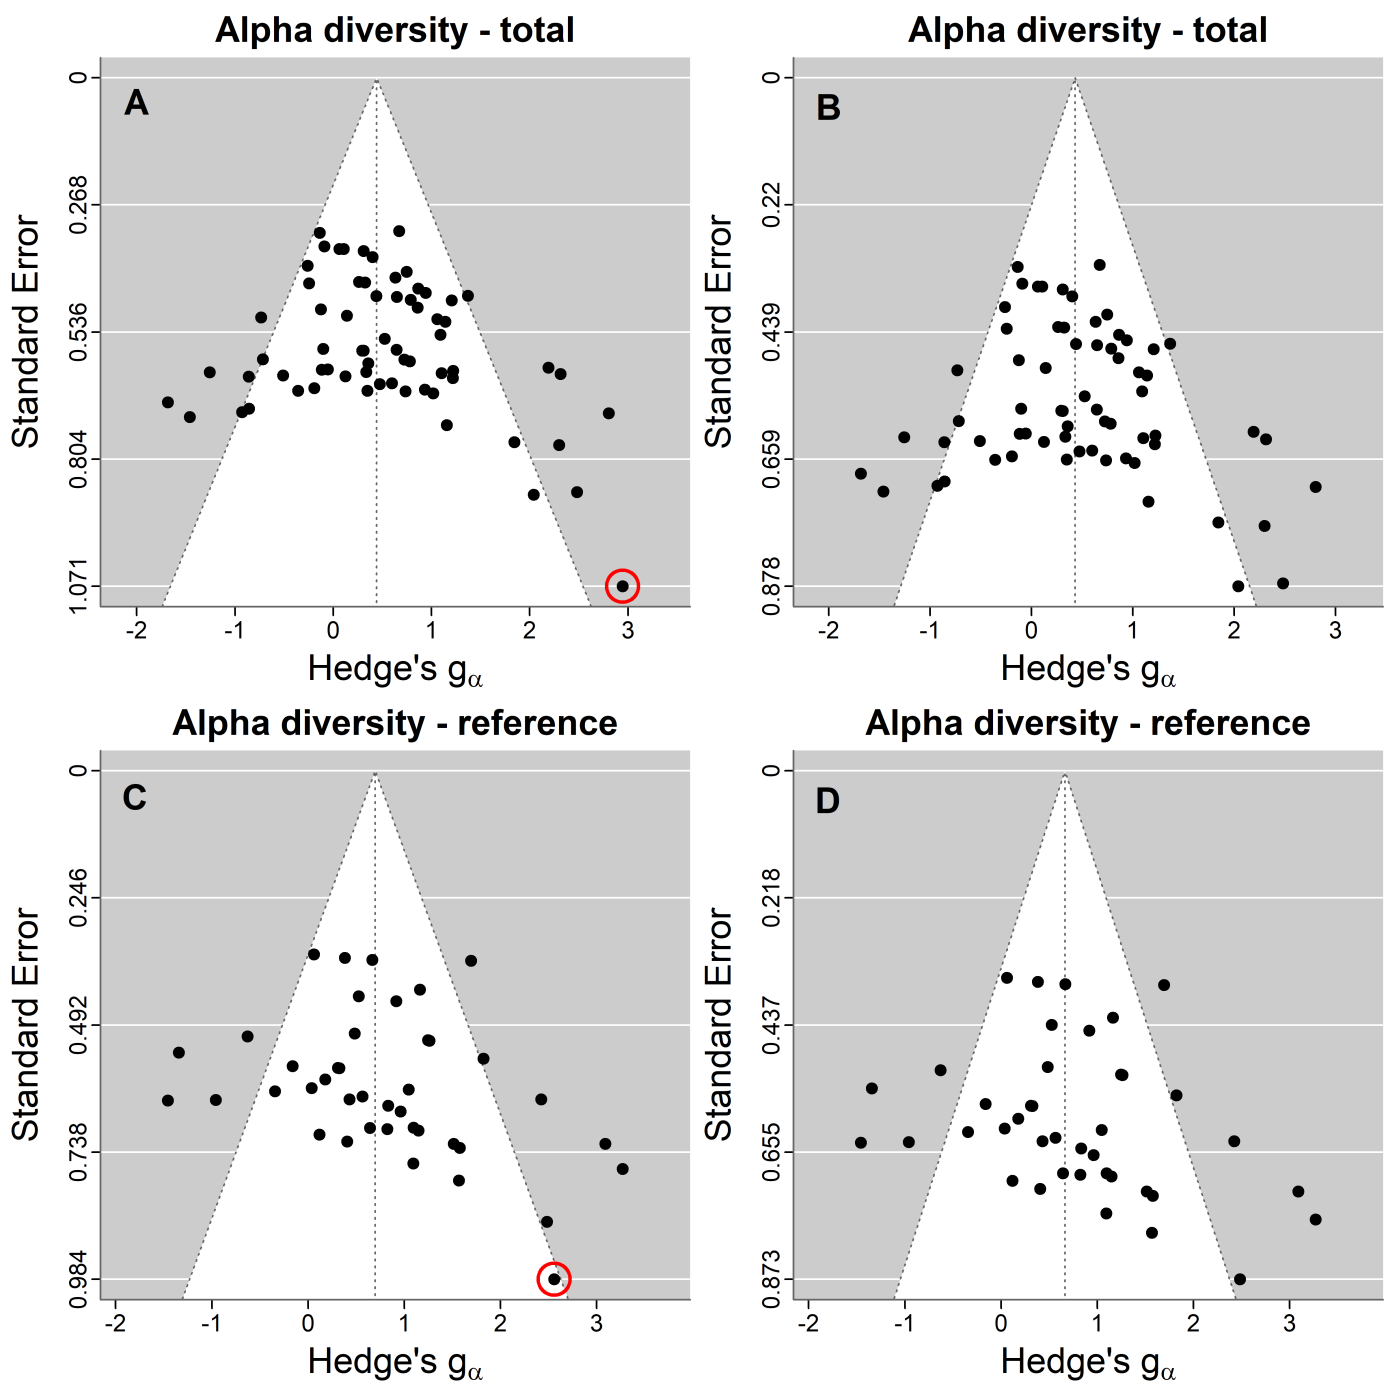 Alpha diversity - total
A
0
0.268
0.536
0.804
1.071
Standard Error
-2 -1 0 1 2 3
Hedge's gα
Alpha diversity - total
B
0
0.22
0.439
0.659
0.878
Standard Error
-2 -1 0 1 2 3
Hedge's gα
Alpha diversity - reference
C
0
0.246
0.492
0.738
0.984
Standard Error
-2 -1 0 1 2 3
Hedge's gα
Alpha diversity - reference
D
0
0.218
0.437
0.655
0.873
Standard Error
-2 -1 0 1 2 3
Hedge's gα